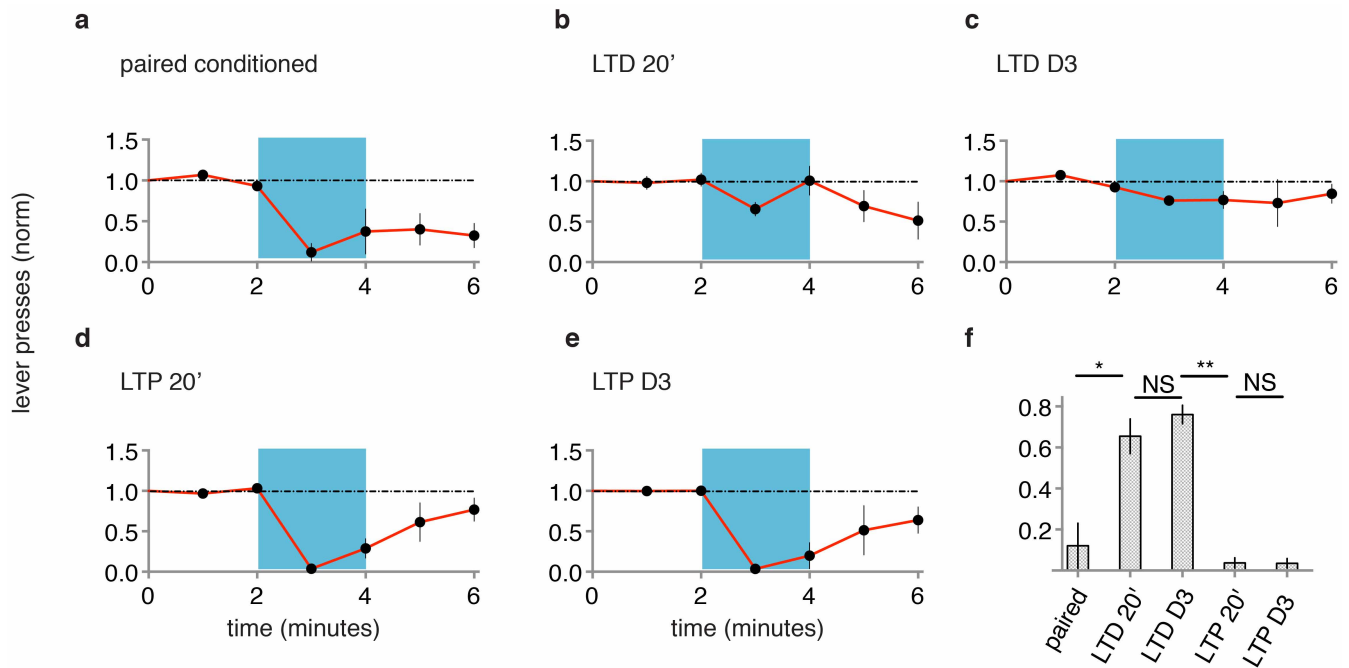 a
paired conditioned
1.5
1.0
0.5
0.0
0 2 4 6
b
LTD 20'
1.5
1.0
0.5
0.0
0 2 4 6
c
LTD D3
1.5
1.0
0.5
0.0
0 2 4 6
lever presses (norm)
d
LTP 20'
1.5
1.0
0.5
0.0
0 2 4 6
time (minutes)
e
LTP D3
1.5
1.0
0.5
0.0
0 2 4 6
time (minutes)
f
* NS ** NS
0.8
0.6
0.4
0.2
paired
LTD 20'
LTD D3
LTP 20'
LTP D3